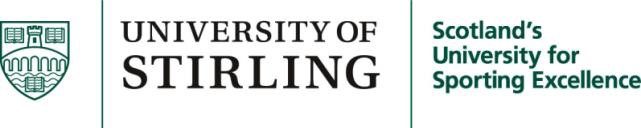 UNIVERSITY OF
STIRLING
Scotland's
University for
Sporting Excellence